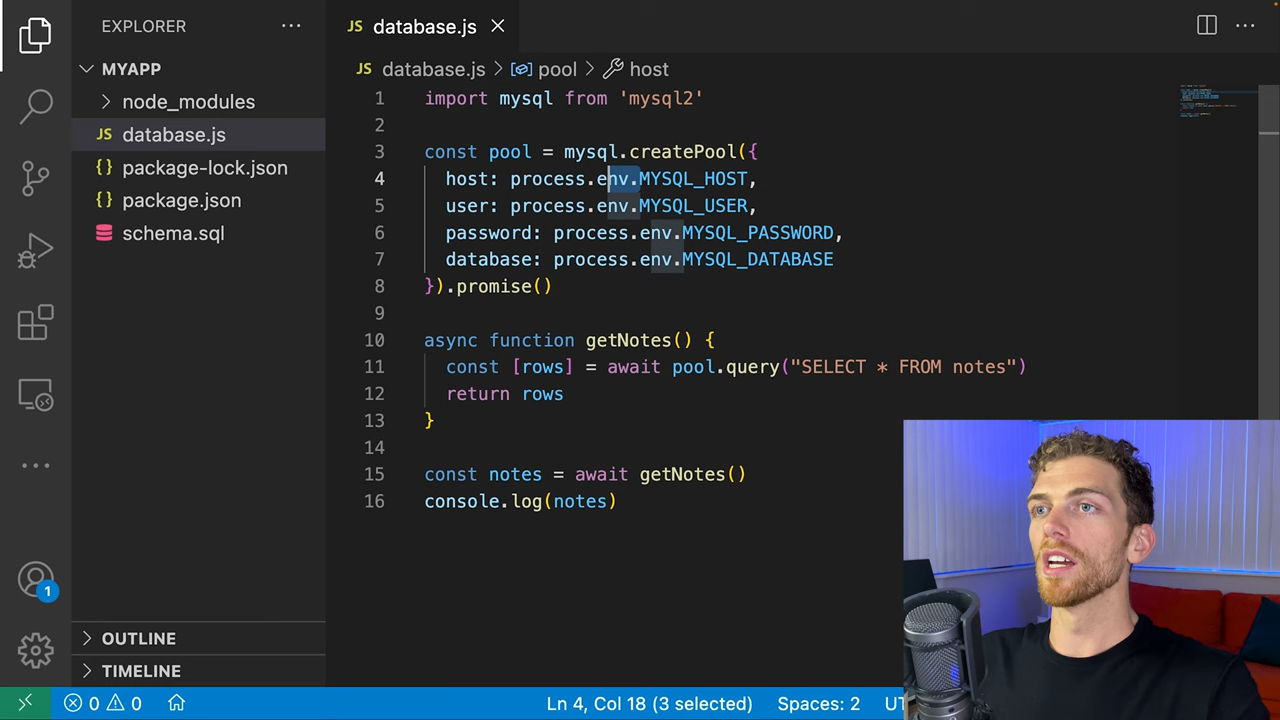 EXPLORER
JS database.js
MYAPP
JS database.js pool host
node_modules
JS database.js
{} package-lock.json
{} package.json
schema.sql
1 import mysql from 'mysql2'
2
3 const pool = mysql.createPool({
4 host: process.env.MYSQL_HOST,
5 user: process.env.MYSQL_USER,
6 password: process.env.MYSQL_PASSWORD,
7 database: process.env.MYSQL_DATABASE
8 }).promise()
9
10 async function getNotes() {
11 const [rows] = await pool.query("SELECT * FROM notes")
12 return rows
13 }
14
15 const notes = await getNotes()
16 console.log(notes)
1
OUTLINE
TIMELINE
0 0 Ln 4, Col 18 (3 selected) Spaces: 2